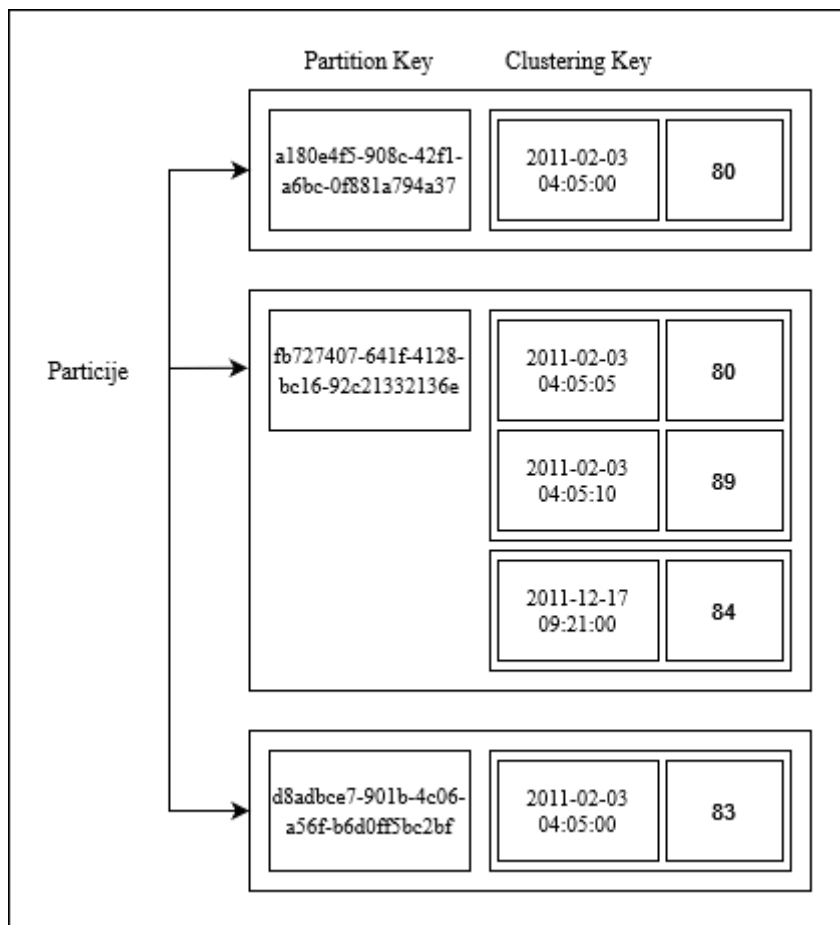 Partition Key Clustering Key
a180e4f5-908c-42f1-
a6bc-0f881a794a37
2011-02-03
04:05:00
80
Particije
fb727407-641f-4128-
bc16-92c21332136e
2011-02-03
04:05:05
80
2011-02-03
04:05:10
89
2011-12-17
09:21:00
84
d8adbce7-901b-4c06-
a56f-b6d0ff5bc2bf
2011-02-03
04:05:00
83